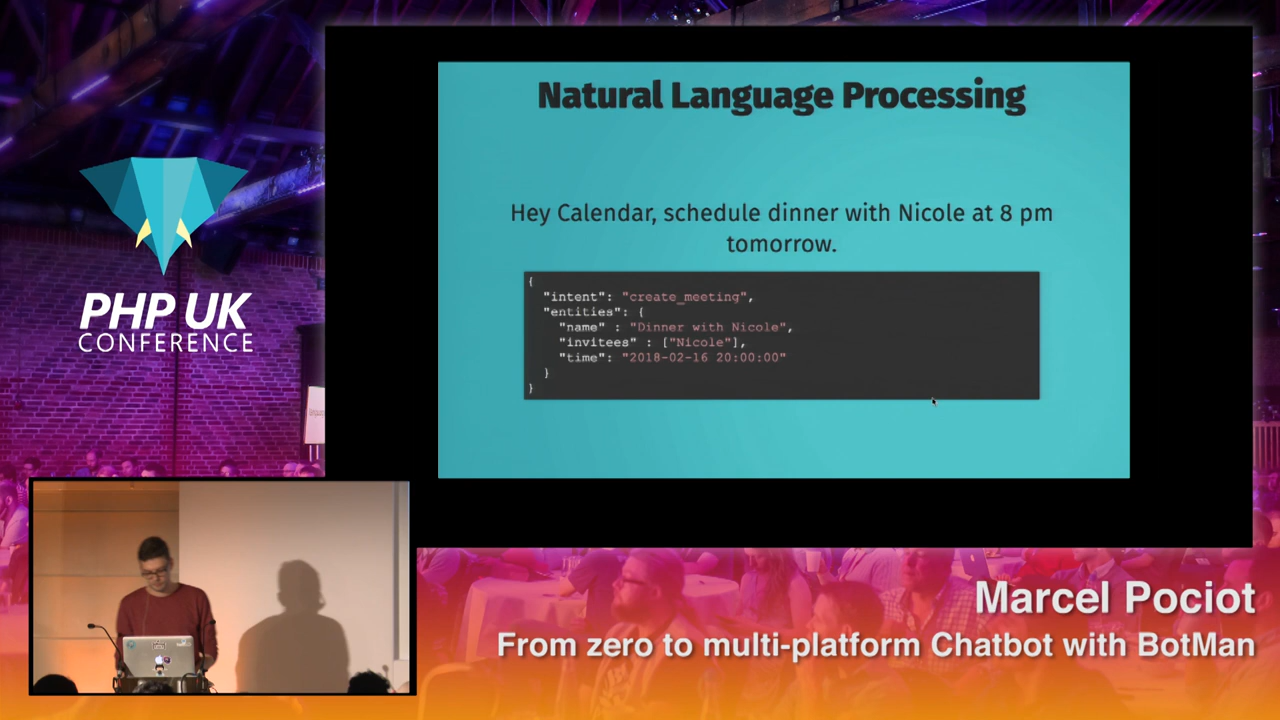 Natural Language Processing
Hey Calendar, schedule dinner with Nicole at 8 pm
tomorrow.
{
"intent": "create_meeting",
"entities": {
"name" : "Dinner with Nicole",
"invitees" : ["Nicole"],
"time": "2018-02-16 20:00:00"
}
}
PHP UK
CONFERENCE
Marcel Pociot
From zero to multi-platform Chatbot with BotMan